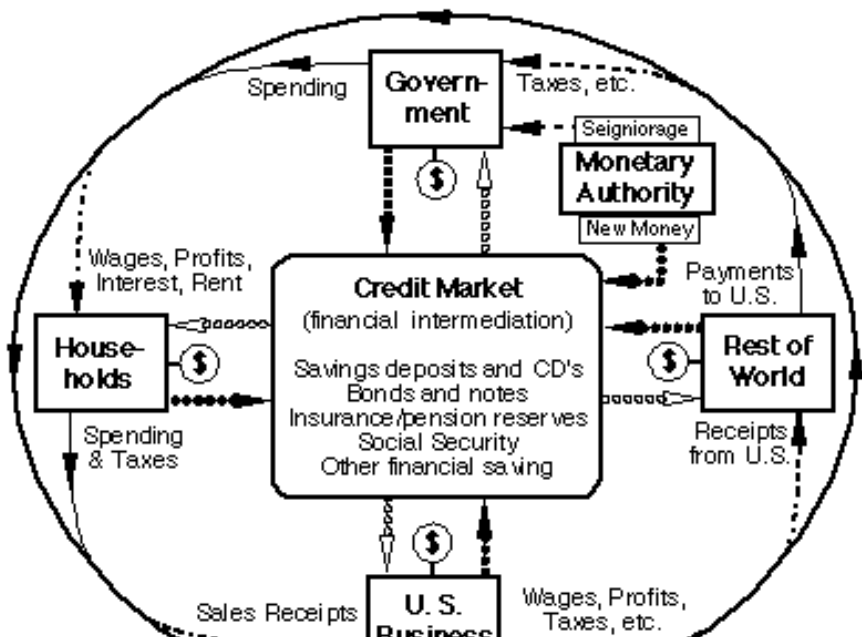 Spending
Govern-
ment
Taxes, etc.
$
Seigniorage
Monetary
Authority
New Money
Wages, Profits,
Interest, Rent
Credit Market
(financial intermediation)
Savings deposits and CD's
Bonds and notes
Insurance/pension reserves
Social Security
Other financial saving
Payments
to U.S.
House-
holds
$
$
Rest of
World
Spending
& Taxes
Receipts
from U.S.
$
Sales Receipts
U. S.
Business
Wages, Profits,
Taxes, etc.